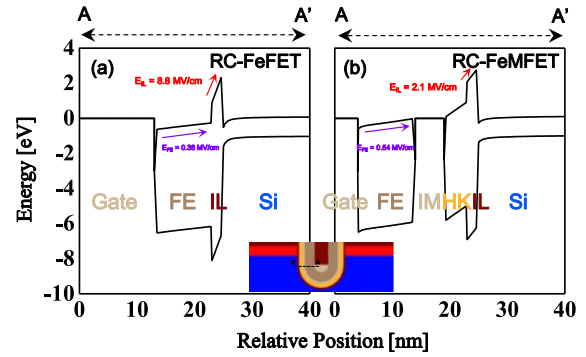 A A' A A'
(a) RC-FeFET
(b) RC-FeMFET
E_IL = 8.8 MV/cm
E_IL = 2.1 MV/cm
E_FE = 0.36 MV/cm
E_FE = 0.64 MV/cm
Gate FE IL Si
Gate FE IM HK IL Si
Energy [eV]
4
2
0
-2
-4
-6
-8
-10
0 10 20 30 40 0 10 20 30 40
Relative Position [nm]